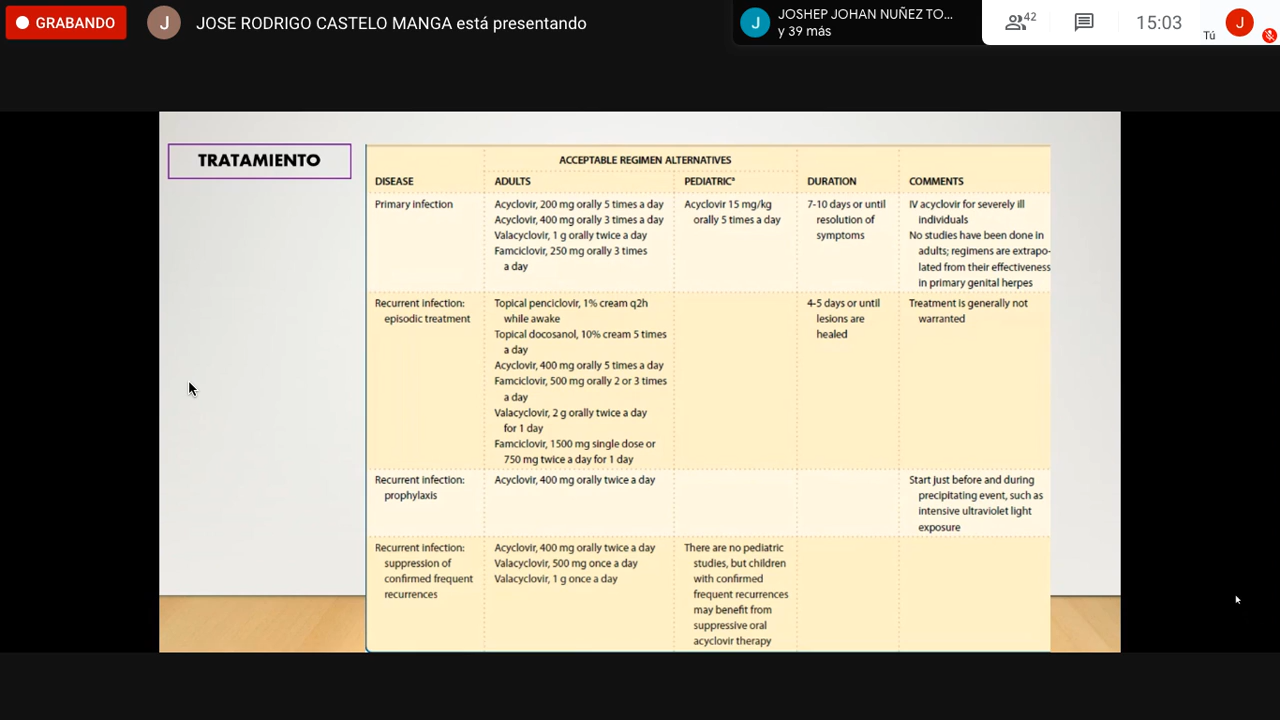 GRABANDO
J
JOSE RODRIGO CASTELO MANGA está presentando
J
JOSHEP JOHAN NUÑEZ TO...
y 39 más
42
15:03
Tú
J
TRATAMIENTO
ACCEPTABLE REGIMEN ALTERNATIVES
DISEASE
ADULTS
PEDIATRICª
DURATION
COMMENTS
Primary infection
Acyclovir, 200 mg orally 5 times a day
Acyclovir, 400 mg orally 3 times a day
Valacyclovir, 1 g orally twice a day
Famciclovir, 250 mg orally 3 times
a day
Acyclovir 15 mg/kg
orally 5 times a day
7-10 days or until
resolution of
symptoms
IV acyclovir for severely ill
individuals
No studies have been done in
adults; regimens are extrapo-
lated from their effectiveness
in primary genital herpes
Recurrent infection:
episodic treatment
Topical penciclovir, 1% cream q2h
while awake
Topical docosanol, 10% cream 5 times
a day
Acyclovir, 400 mg orally 5 times a day
Famciclovir, 500 mg orally 2 or 3 times
a day
Valacyclovir, 2 g orally twice a day
for 1 day
Famciclovir, 1500 mg single dose or
750 mg twice a day for 1 day
4-5 days or until
lesions are
healed
Treatment is generally not
warranted
Recurrent infection:
prophylaxis
Acyclovir, 400 mg orally twice a day
Start just before and during
precipitating event, such as
intensive ultraviolet light
exposure
Recurrent infection:
suppression of
confirmed frequent
recurrences
Acyclovir, 400 mg orally twice a day
Valacyclovir, 500 mg once a day
Valacyclovir, 1 g once a day
There are no pediatric
studies, but children
with confirmed
frequent recurrences
may benefit from
suppressive oral
acyclovir therapy